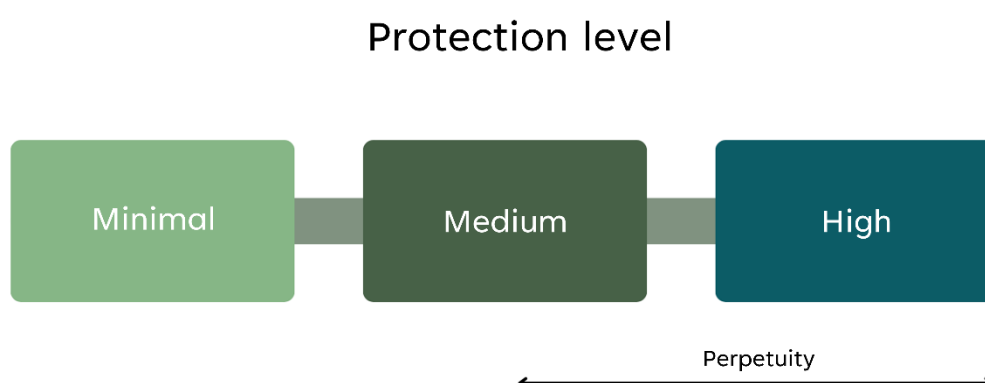 Protection level
Minimal
Medium
High
Perpetuity